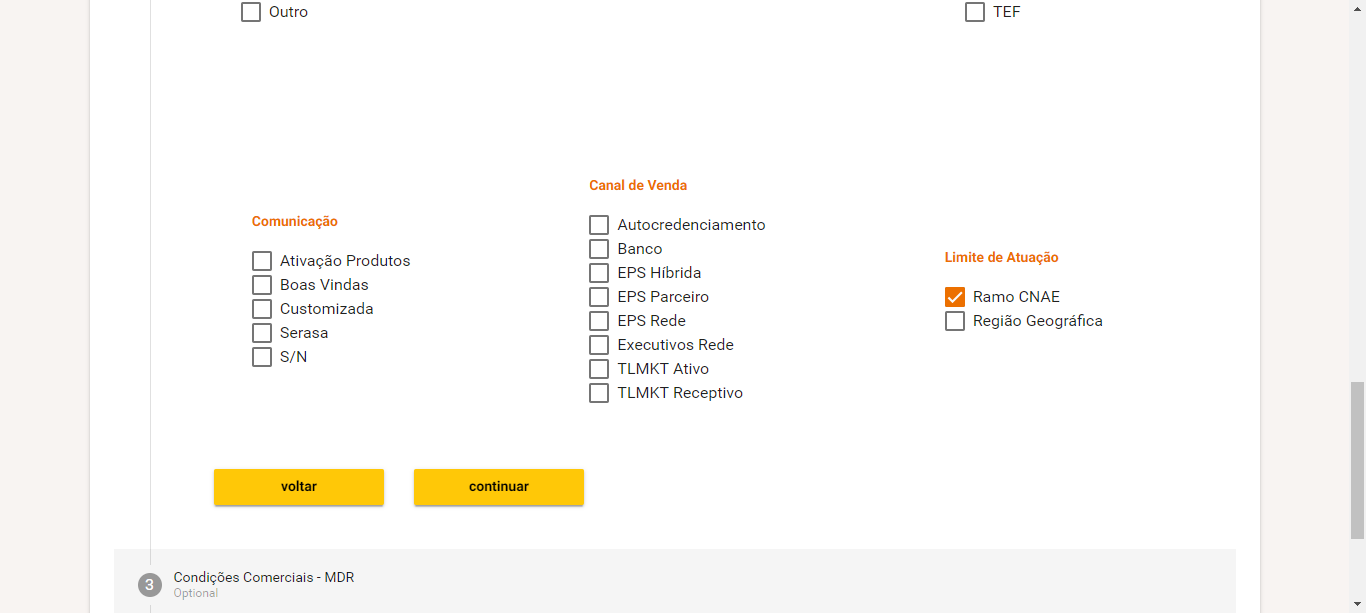 Outro
TEF
Comunicação
Ativação Produtos
Boas Vindas
Customizada
Serasa
S/N
Canal de Venda
Autocredenciamento
Banco
EPS Híbrida
EPS Parceiro
EPS Rede
Executivos Rede
TLMKT Ativo
TLMKT Receptivo
Limite de Atuação
Ramo CNAE
Região Geográfica
voltar
continuar
3
Condições Comerciais - MDR
Optional